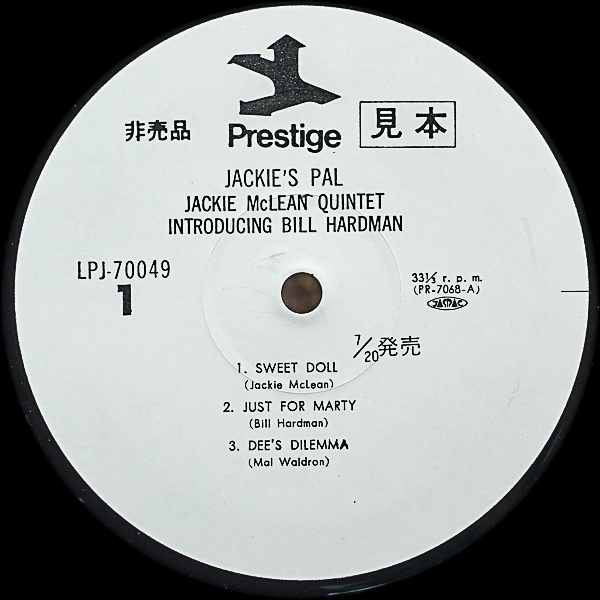 非売品
Prestige
見本
JACKIE'S PAL
JACKIE McLEAN QUINTET
INTRODUCING BILL HARDMAN
LPJ-70049
1
33⅓ r. p. m.
(PR-7068-A)
JASRAC
7/20発売
1. SWEET DOLL
(Jackie McLean)
2. JUST FOR MARTY
(Bill Hardman)
3. DEE'S DILEMMA
(Mal Waldron)